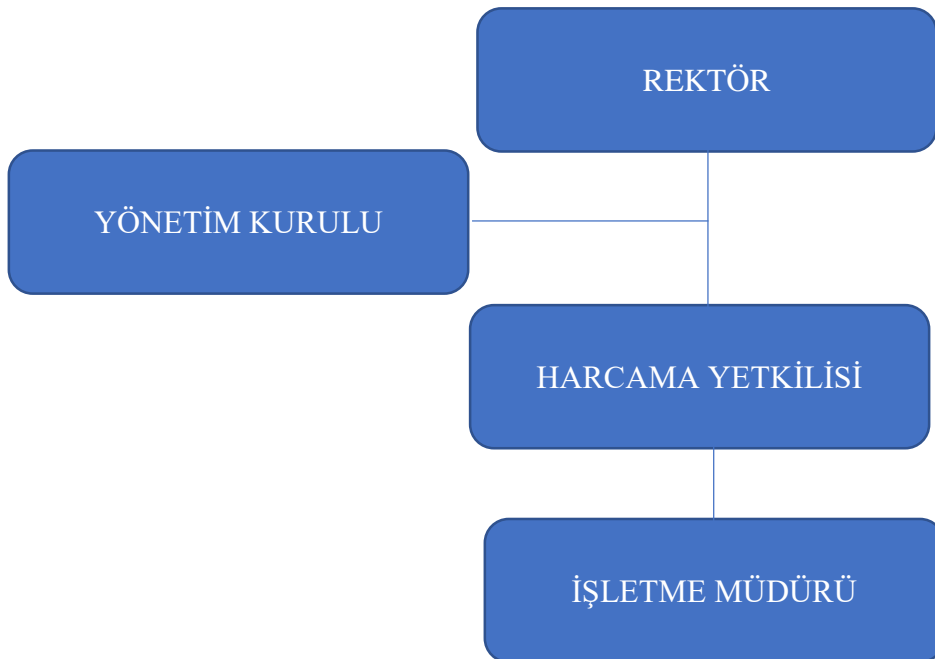 REKTÖR
YÖNETİM KURULU
HARCAMA YETKİLİSİ
İŞLETME MÜDÜRÜ